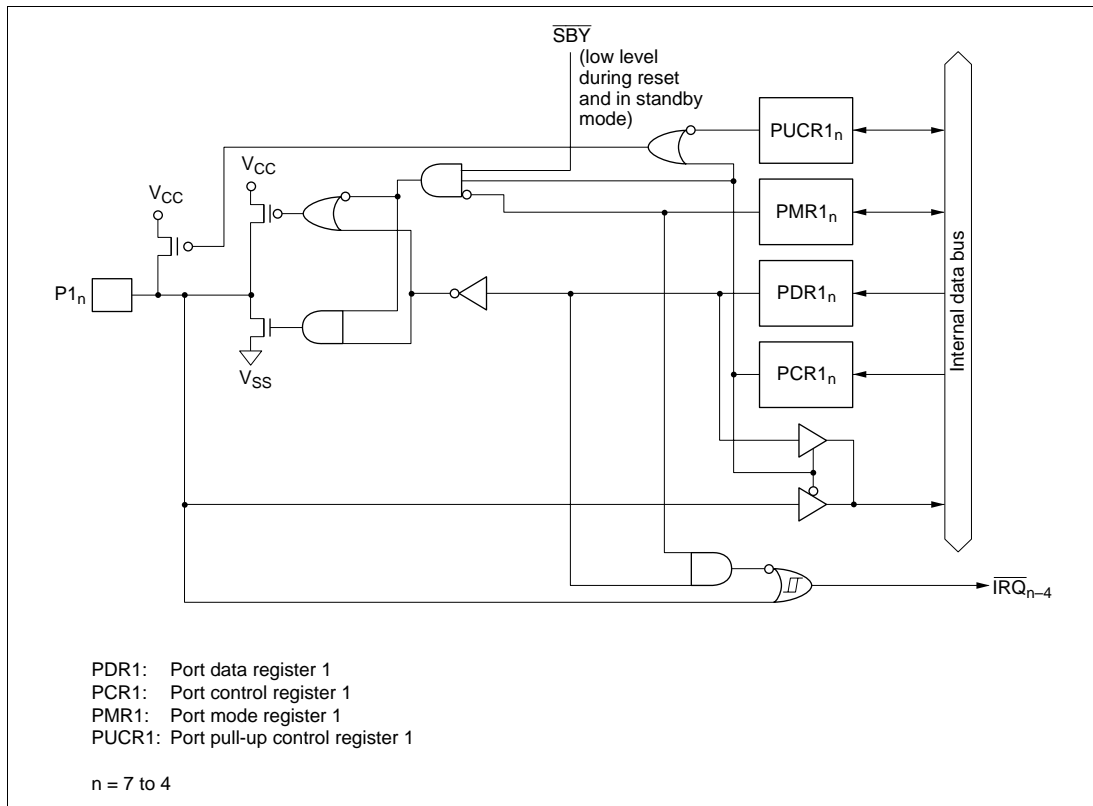 SBY
(low level
during reset
and in standby
mode)
PUCR1n
VCC
VCC
PMR1n
P1n
PDR1n
VSS
PCR1n
Internal data bus
IRQn–4
PDR1: Port data register 1
PCR1: Port control register 1
PMR1: Port mode register 1
PUCR1: Port pull-up control register 1
n = 7 to 4